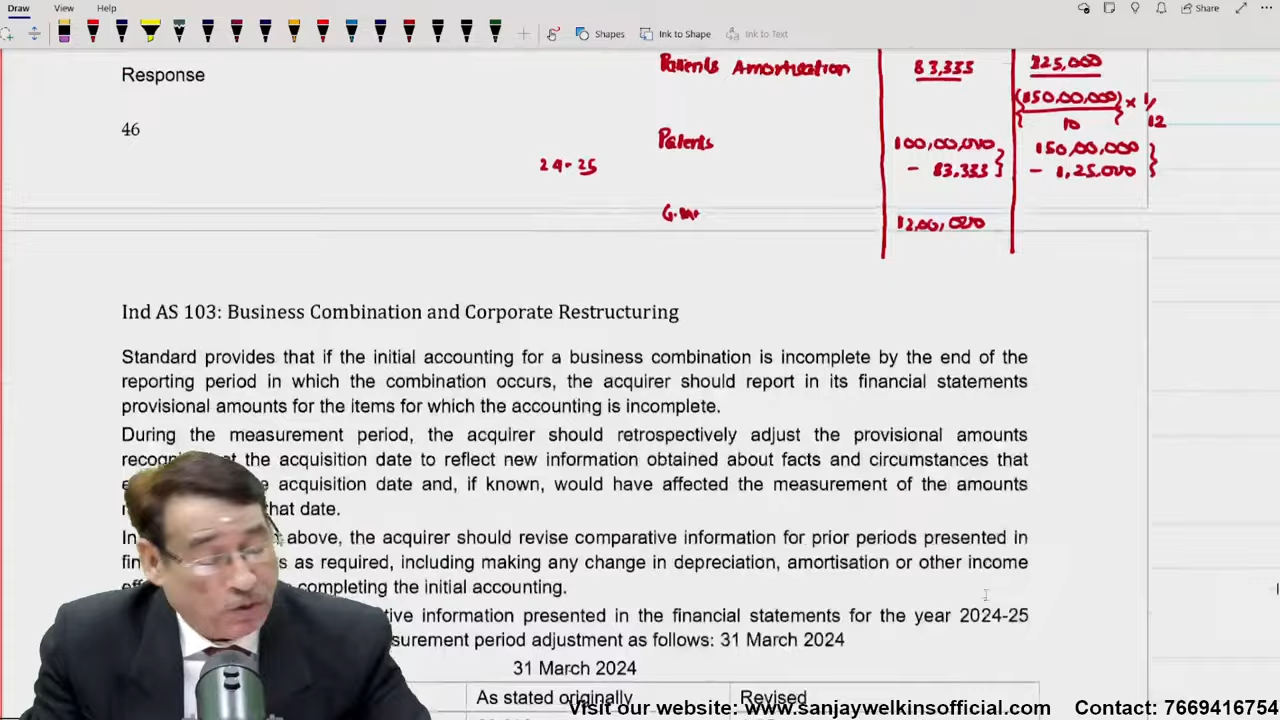 Draw View Help Share
Shapes Ink to Shape Ink to Text
Patents Amortisation 83,333 125,000
Response
(150,00,000) × 1/12
10
46
Patents 100,00,000 150,00,000
24-25 - 83,333 - 1,25,000
G.W 1200,000
Ind AS 103: Business Combination and Corporate Restructuring
Standard provides that if the initial accounting for a business combination is incomplete by the end of the
reporting period in which the combination occurs, the acquirer should report in its financial statements
provisional amounts for the items for which the accounting is incomplete.
During the measurement period, the acquirer should retrospectively adjust the provisional amounts
the acquisition date to reflect new information obtained about facts and circumstances that
acquisition date and, if known, would have affected the measurement of the amounts
that date.
In above, the acquirer should revise comparative information for prior periods presented in
as required, including making any change in depreciation, amortisation or other income
completing the initial accounting.
information presented in the financial statements for the year 2024-25
period adjustment as follows: 31 March 2024
31 March 2024
As stated originally Revised
Visit our website: www.sanjaywelkinsofficial.com Contact: 7669416754